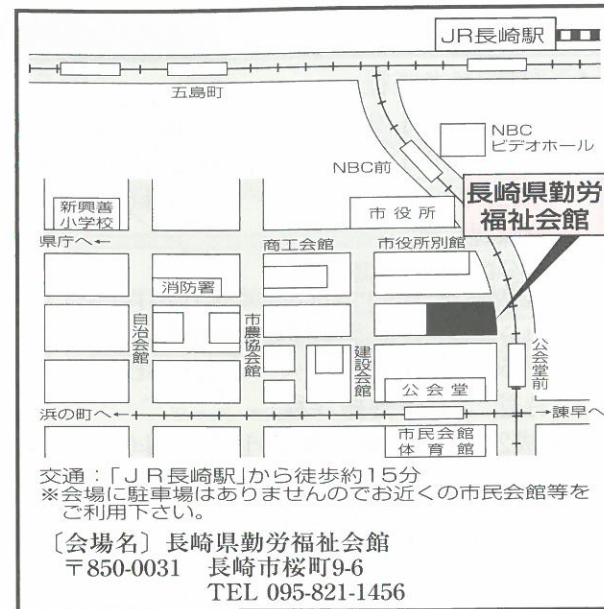 JR長崎駅
五島町
NBC
ビデオホール
NBC前
長崎県勤労
福祉会館
新興善
小学校
市役所
県庁へ←
商工会館
市役所別館
消防署
自治会館
市農協会館
建設会館
公会堂前
公会堂
浜の町へ←
→諫早へ
市民会館
体育館
交通：「ＪＲ長崎駅」から徒歩約15分
※会場に駐車場はありませんのでお近くの市民会館等を
ご利用下さい。
〔会場名〕長崎県勤労福祉会館
〒850-0031　長崎市桜町9-6
TEL 095-821-1456